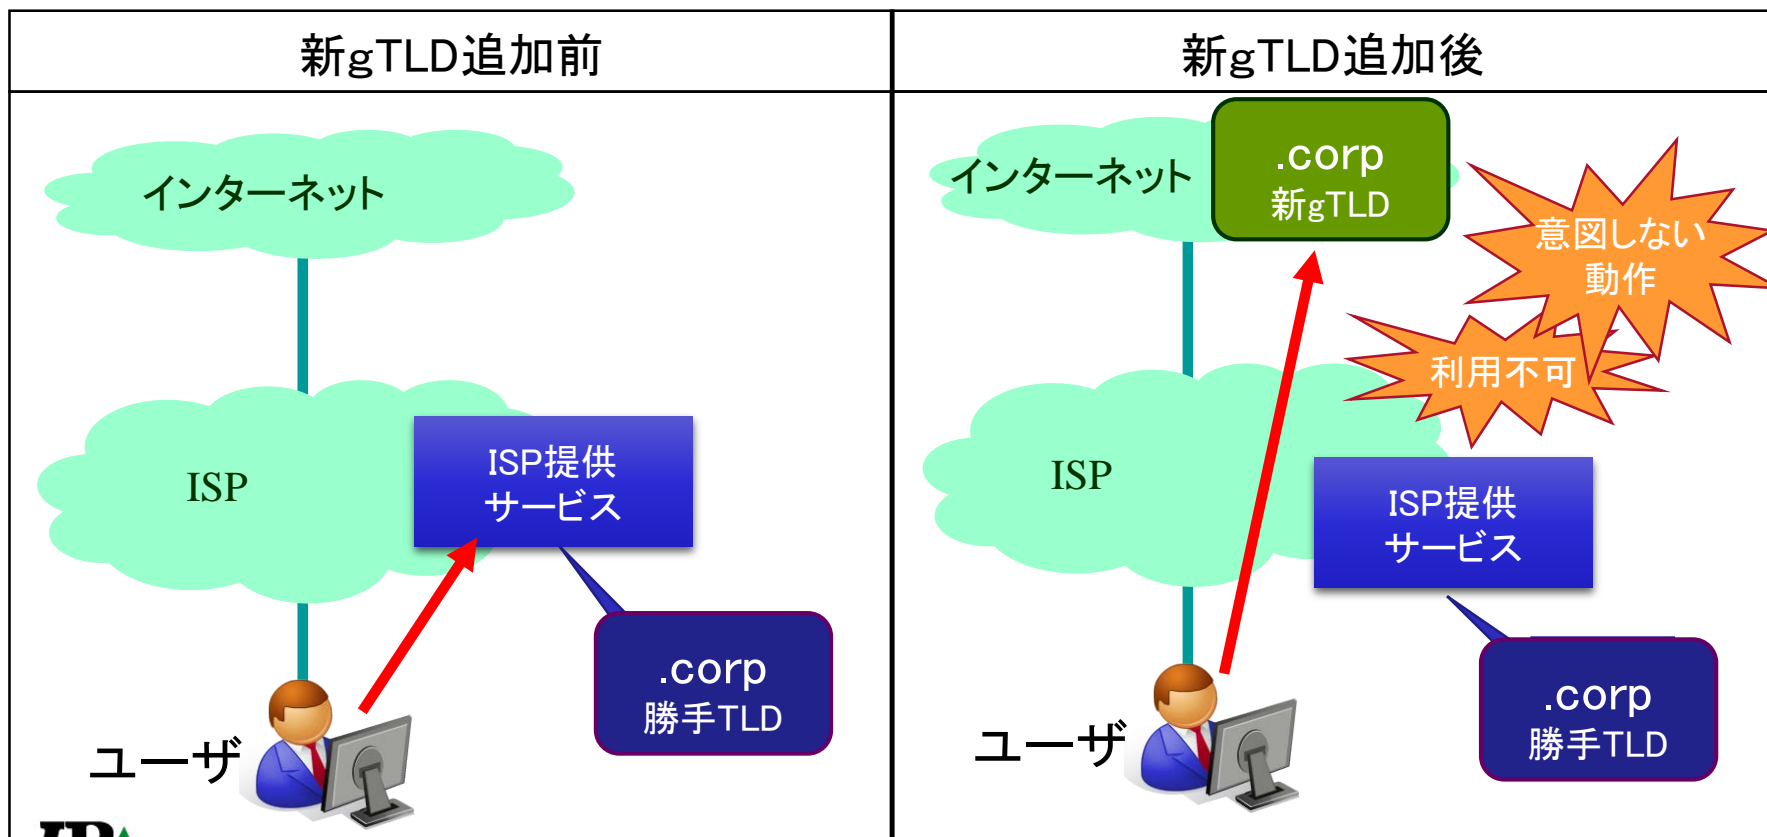 新gTLD追加前
インターネット
ISP
ISP提供
サービス
.corp
勝手TLD
ユーザ
新gTLD追加後
インターネット
.corp
新gTLD
意図しない
動作
利用不可
ISP
ISP提供
サービス
.corp
勝手TLD
ユーザ